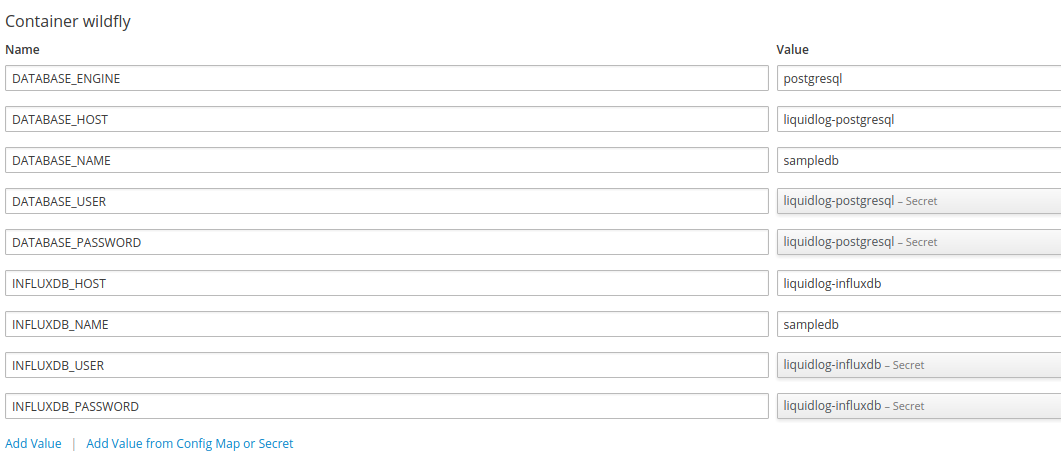 Container wildfly
Name Value
DATABASE_ENGINE postgresql
DATABASE_HOST liquidlog-postgresql
DATABASE_NAME sampledb
DATABASE_USER liquidlog-postgresql – Secret
DATABASE_PASSWORD liquidlog-postgresql – Secret
INFLUXDB_HOST liquidlog-influxdb
INFLUXDB_NAME sampledb
INFLUXDB_USER liquidlog-influxdb – Secret
INFLUXDB_PASSWORD liquidlog-influxdb – Secret
Add Value | Add Value from Config Map or Secret